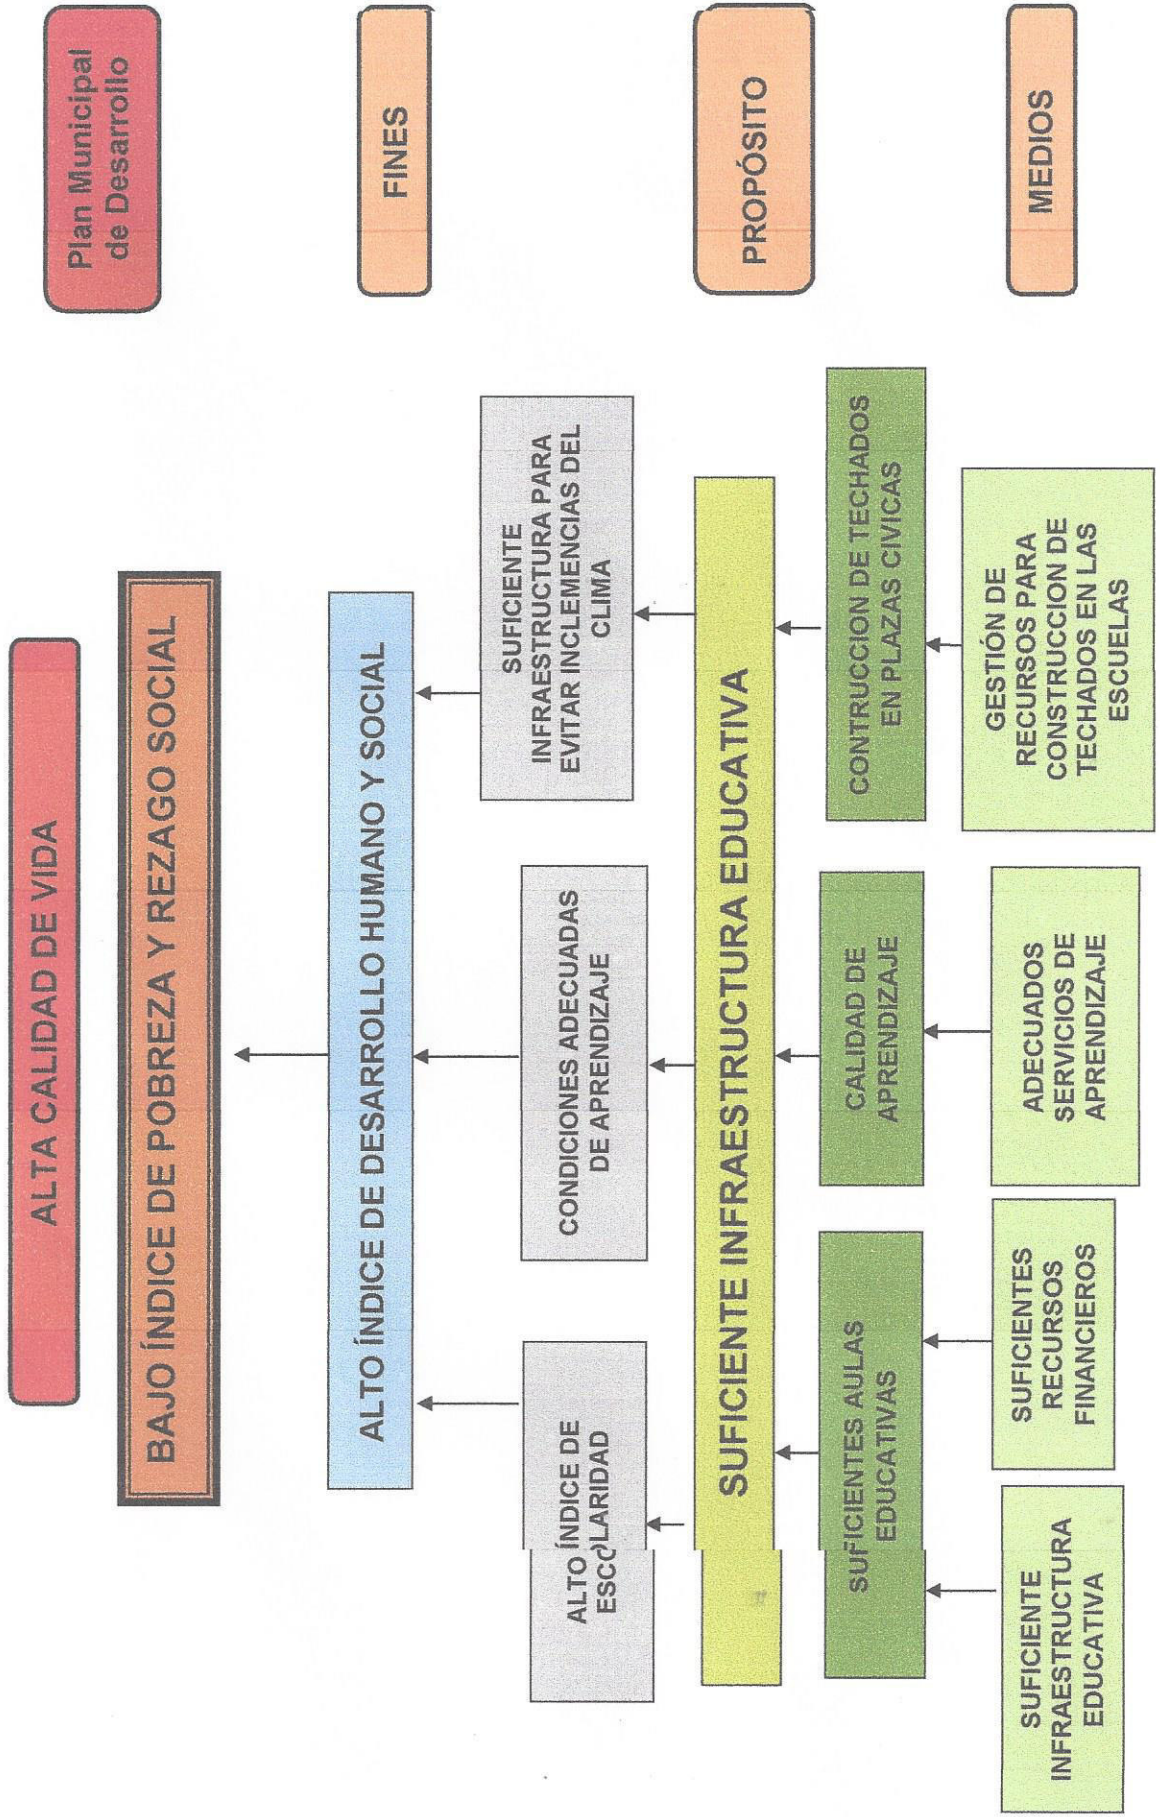 ALTA CALIDAD DE VIDA
Plan Municipal
de Desarrollo
BAJO ÍNDICE DE POBREZA Y REZAGO SOCIAL
ALTO ÍNDICE DE DESARROLLO HUMANO Y SOCIAL
FINES
ALTO ÍNDICE DE
ESCOLARIDAD
CONDICIONES ADECUADAS
DE APRENDIZAJE
SUFICIENTE
INFRAESTRUCTURA PARA
EVITAR INCLEMENCIAS DEL
CLIMA
SUFICIENTE INFRAESTRUCTURA EDUCATIVA
PROPÓSITO
SUFICIENTES AULAS
EDUCATIVAS
CALIDAD DE
APRENDIZAJE
CONTRUCCION DE TECHADOS
EN PLAZAS CIVICAS
MEDIOS
SUFICIENTE
INFRAESTRUCTURA
EDUCATIVA
SUFICIENTES
RECURSOS
FINANCIEROS
ADECUADOS
SERVICIOS DE
APRENDIZAJE
GESTIÓN DE
RECURSOS PARA
CONSTRUCCION DE
TECHADOS EN LAS
ESCUELAS